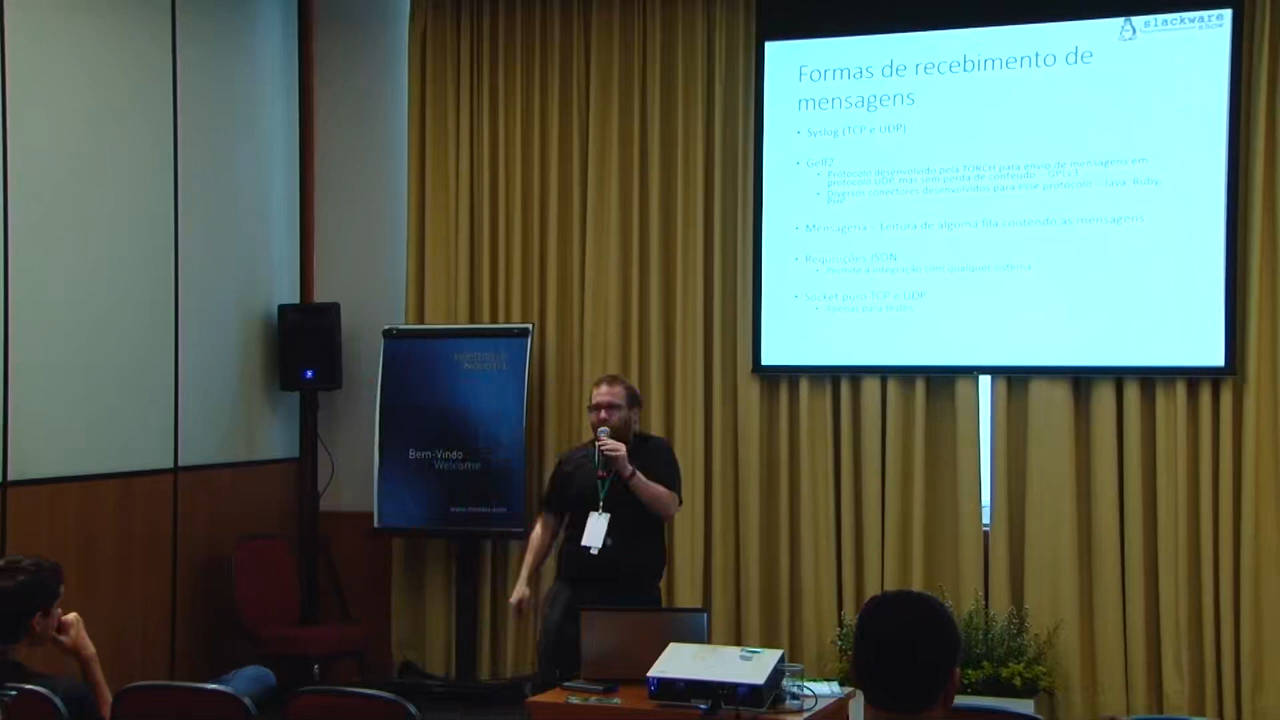 slackware
show
Formas de recebimento de
mensagens
• Syslog (TCP e UDP)
• Gelf2
• Protocolo desenvolvido pela TORCH para envio de mensagens em
protocolo UDP, mas sem perda de conteúdo – GPLv3
• Diversos conectores desenvolvidos para esse protocolo – Java, Ruby,
PHP
• Mensageria – Leitura de alguma fila contendo as mensagens
• Requisições JSON
• Permite a integração com qualquer sistema
• Socket puro TCP e UDP
• Apenas para testes
Bem-Vindo
Welcome